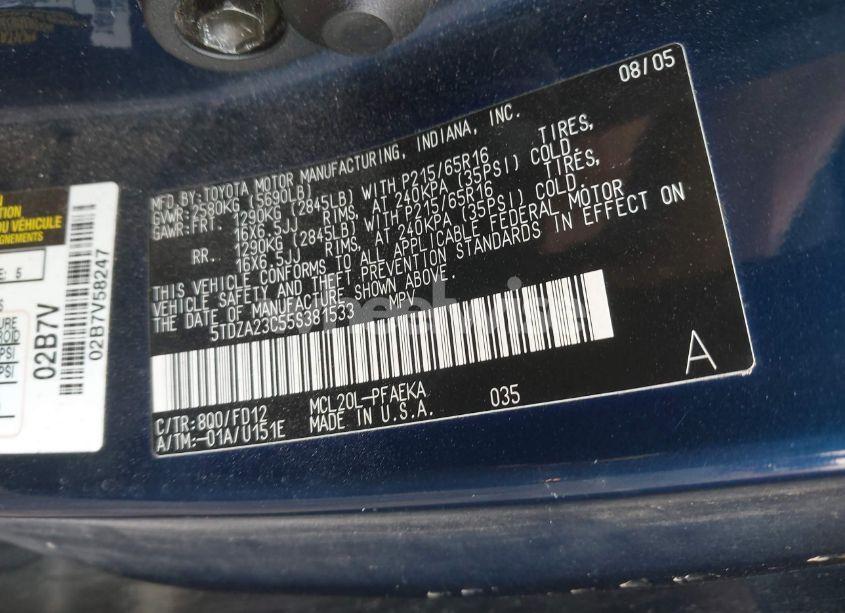 08/05
MFD.BY:TOYOTA MOTOR MANUFACTURING, INDIANA, INC.
GVWR:2580KG (5690LB)
GAWR:FRT. 1290KG (2845LB) WITH P215/65R16 TIRES,
16X6.5JJ RIMS, AT 240KPA (35PSI) COLD.
RR. 1290KG (2845LB) WITH P215/65R16 TIRES,
16X6.5JJ RIMS, AT 240KPA (35PSI) COLD.
THIS VEHICLE CONFORMS TO ALL APPLICABLE FEDERAL MOTOR
VEHICLE SAFETY AND THEFT PREVENTION STANDARDS IN EFFECT ON
THE DATE OF MANUFACTURE SHOWN ABOVE.
5TDZA23C55S381533 MPV
A
C/TR:8Q0/FD12 MCL20L-PFAEKA 035
A/TM:-01A/U151E MADE IN U.S.A.
DU VÉHICULE
02B7V
02B7V58247